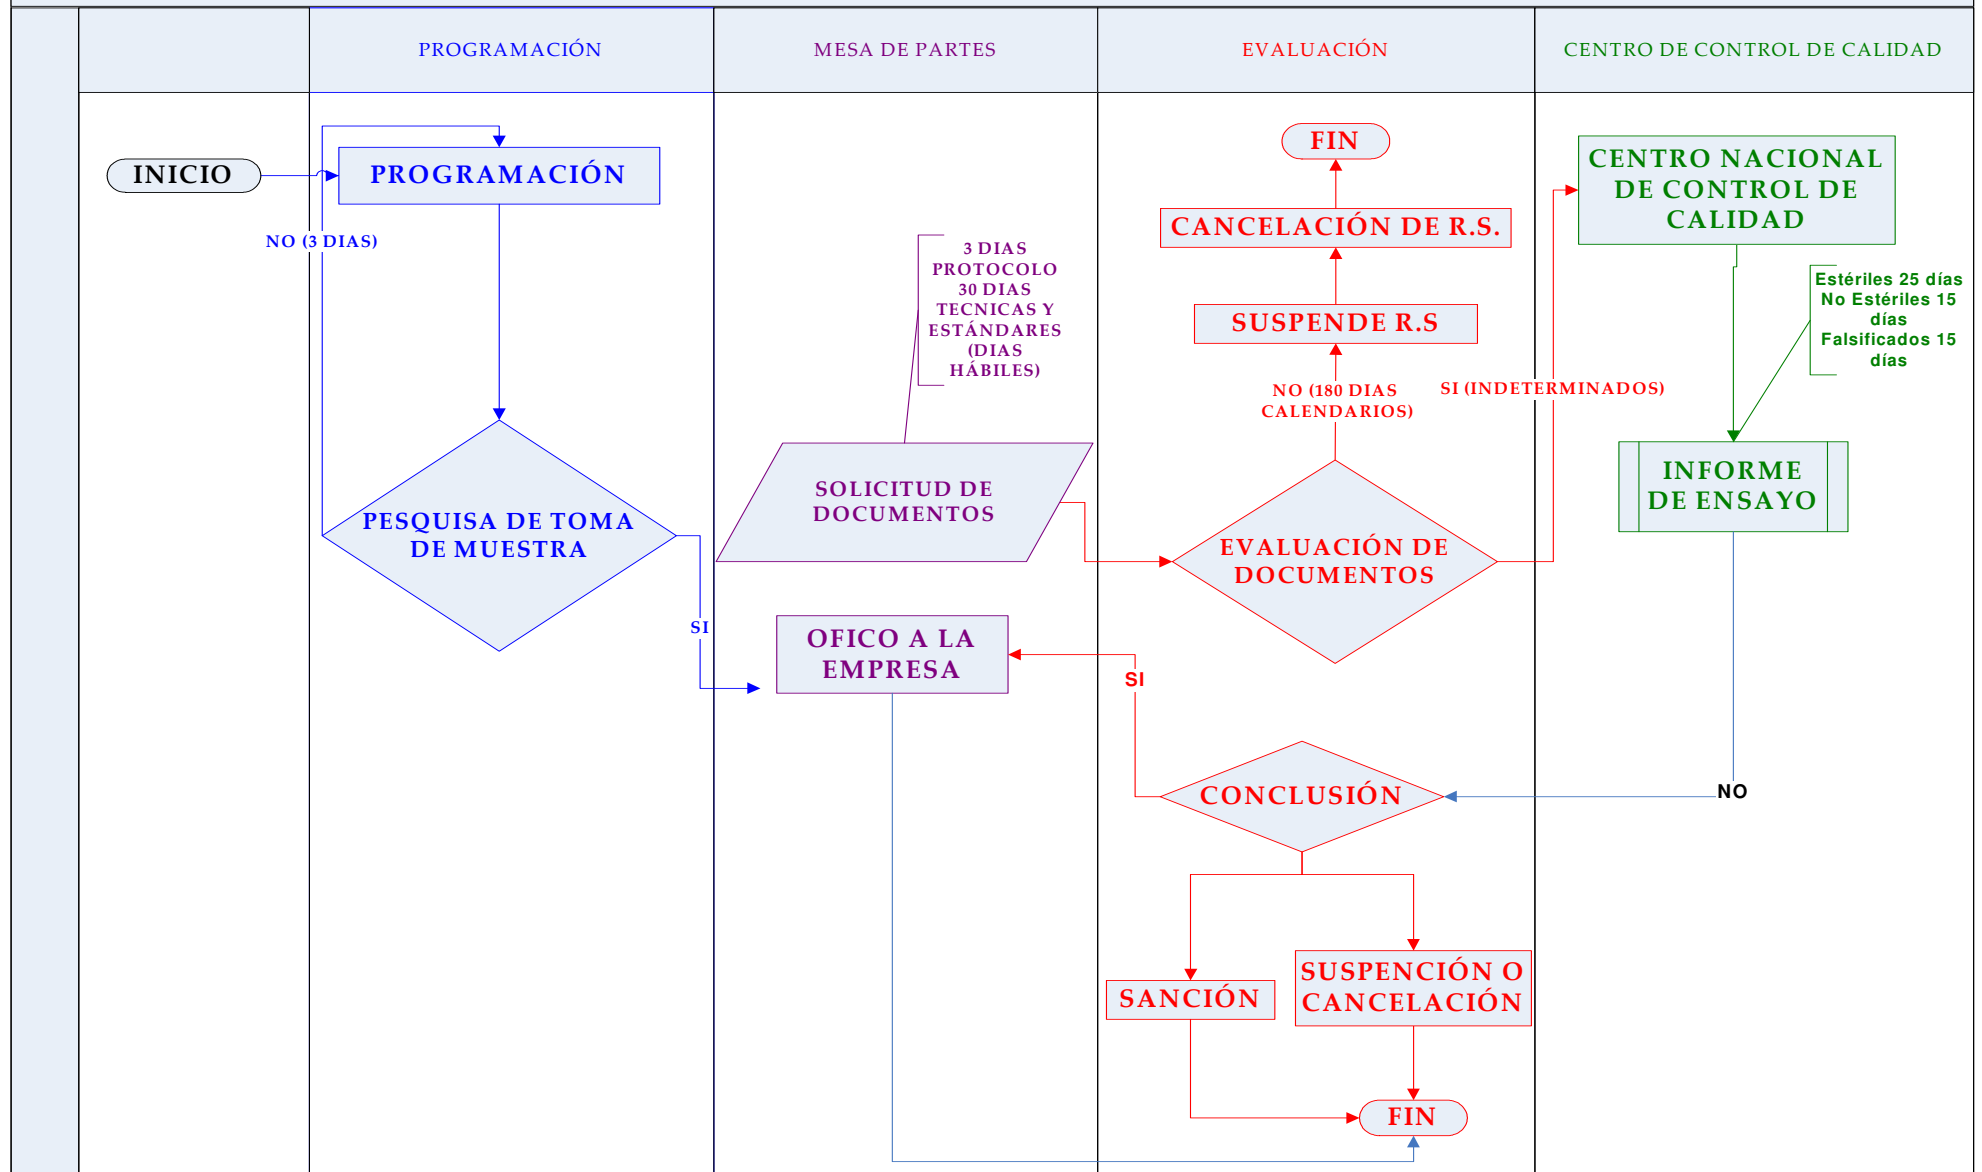 PROGRAMACIÓN
MESA DE PARTES
EVALUACIÓN
CENTRO DE CONTROL DE CALIDAD
INICIO
PROGRAMACIÓN
NO (3 DIAS)
PESQUISA DE TOMA
DE MUESTRA
SI
3 DIAS
PROTOCOLO
30 DIAS
TECNICAS Y
ESTÁNDARES
(DIAS
HÁBILES)
SOLICITUD DE
DOCUMENTOS
OFICO A LA
EMPRESA
FIN
CANCELACIÓN DE R.S.
SUSPENDE R.S
NO (180 DIAS
CALENDARIOS)
SI (INDETERMINADOS)
EVALUACIÓN DE
DOCUMENTOS
SI
CONCLUSIÓN
SANCIÓN
SUSPENCIÓN O
CANCELACIÓN
FIN
CENTRO NACIONAL
DE CONTROL DE
CALIDAD
Estériles 25 días
No Estériles 15
días
Falsificados 15
días
INFORME
DE ENSAYO
NO